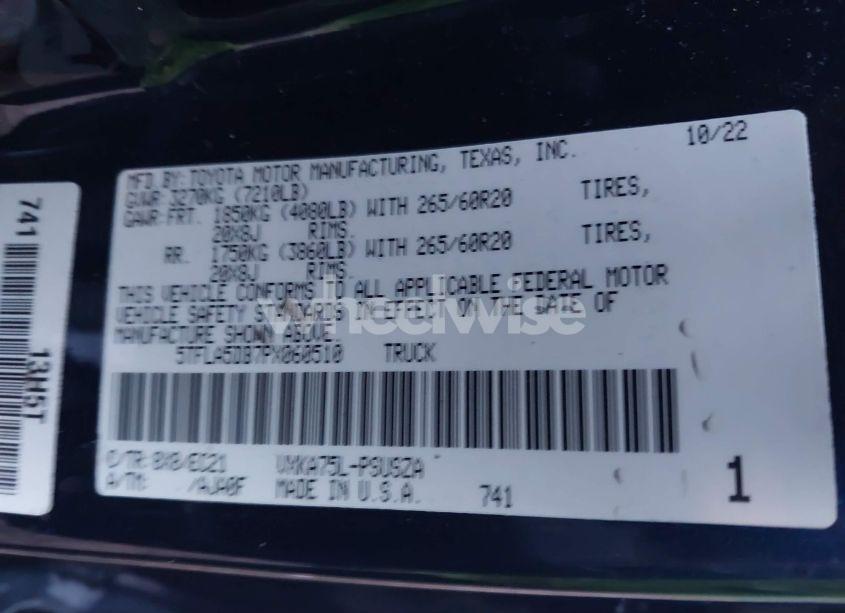 MFD BY: TOYOTA MOTOR MANUFACTURING, TEXAS, INC. 10/22
GVWR 3270KG (7210LB)
GAWR FRT. 1850KG (4080LB) WITH 265/60R20 TIRES,
20X8J RIMS.
RR. 1750KG (3860LB) WITH 265/60R20 TIRES,
20X8J RIMS.
THIS VEHICLE CONFORMS TO ALL APPLICABLE FEDERAL MOTOR
VEHICLE SAFETY STANDARDS IN EFFECT ON THE DATE OF
MANUFACTURE SHOWN ABOVE.
5TFLA5DB7PX060510 TRUCK
C/TR: 8X8/EC21 VXKA75L-PSUSZA
A/TM: /AJA0F MADE IN U.S.A. 741 1
741
13H5T
wheelwise